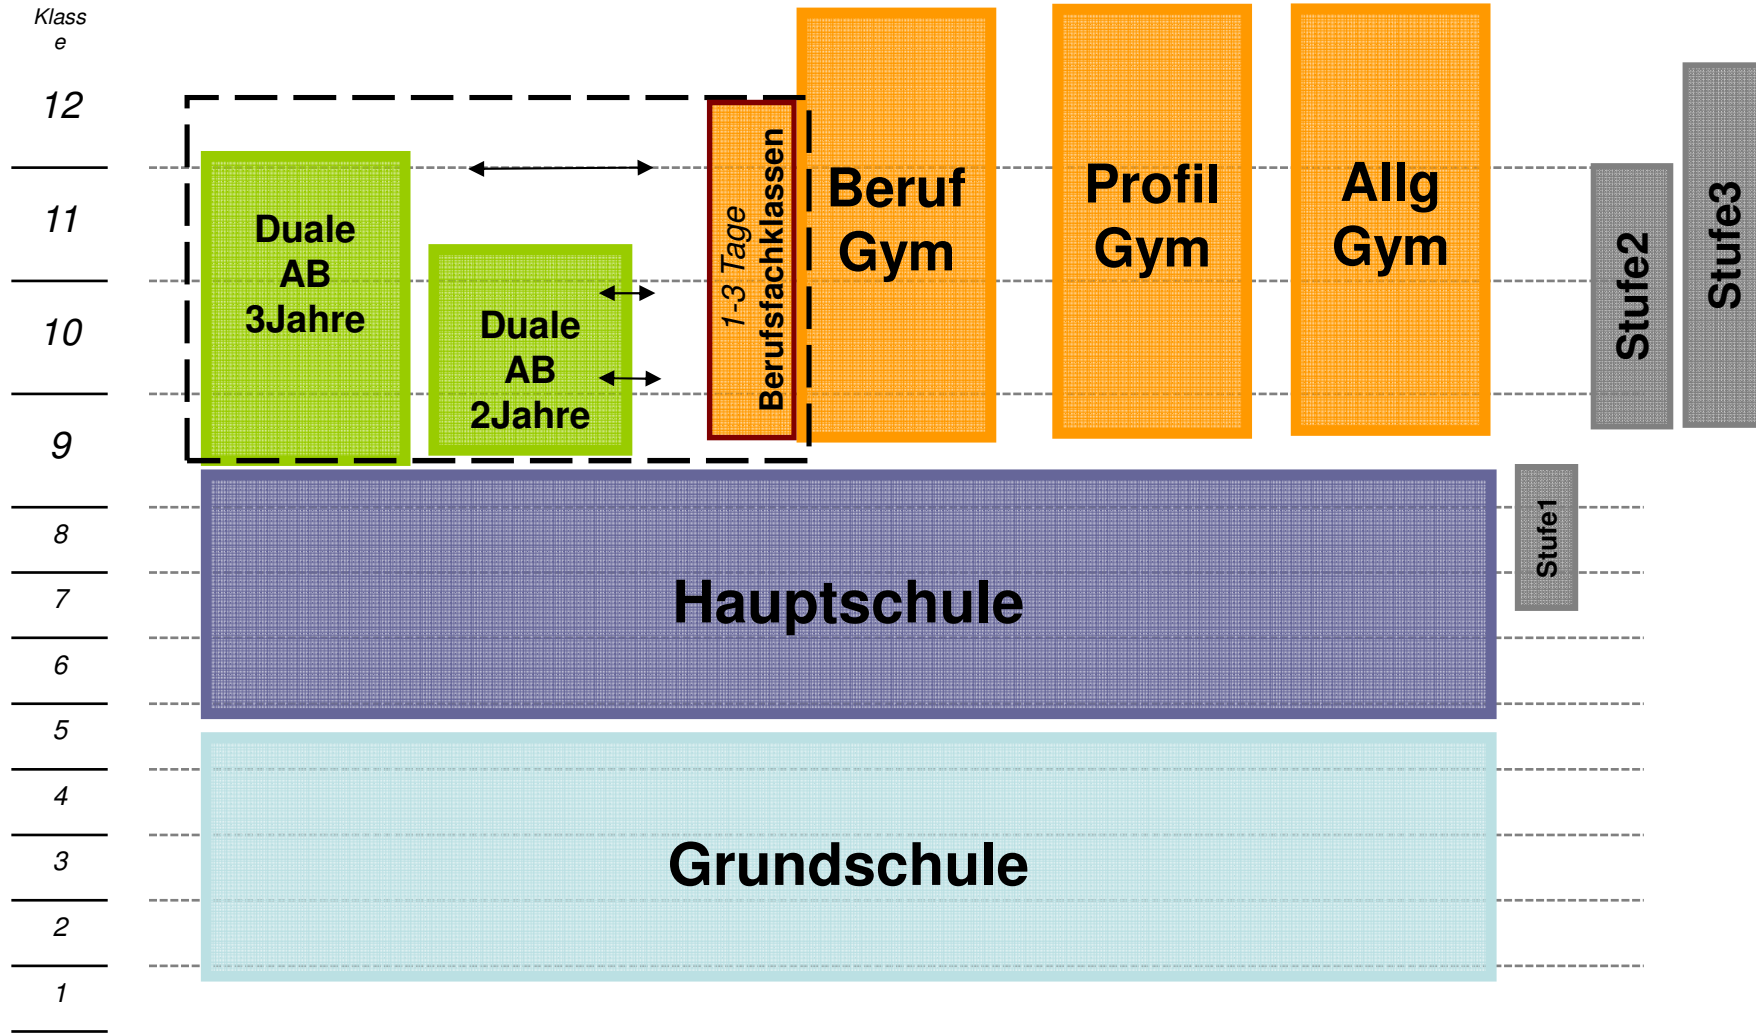 Klass
e
12
11
10
9
8
7
6
5
4
3
2
1
Duale
AB
3Jahre
Duale
AB
2Jahre
1-3 Tage
Berufsfachklassen
Beruf
Gym
Profil
Gym
Allg
Gym
Stufe2
Stufe3
Stufe1
Hauptschule
Grundschule